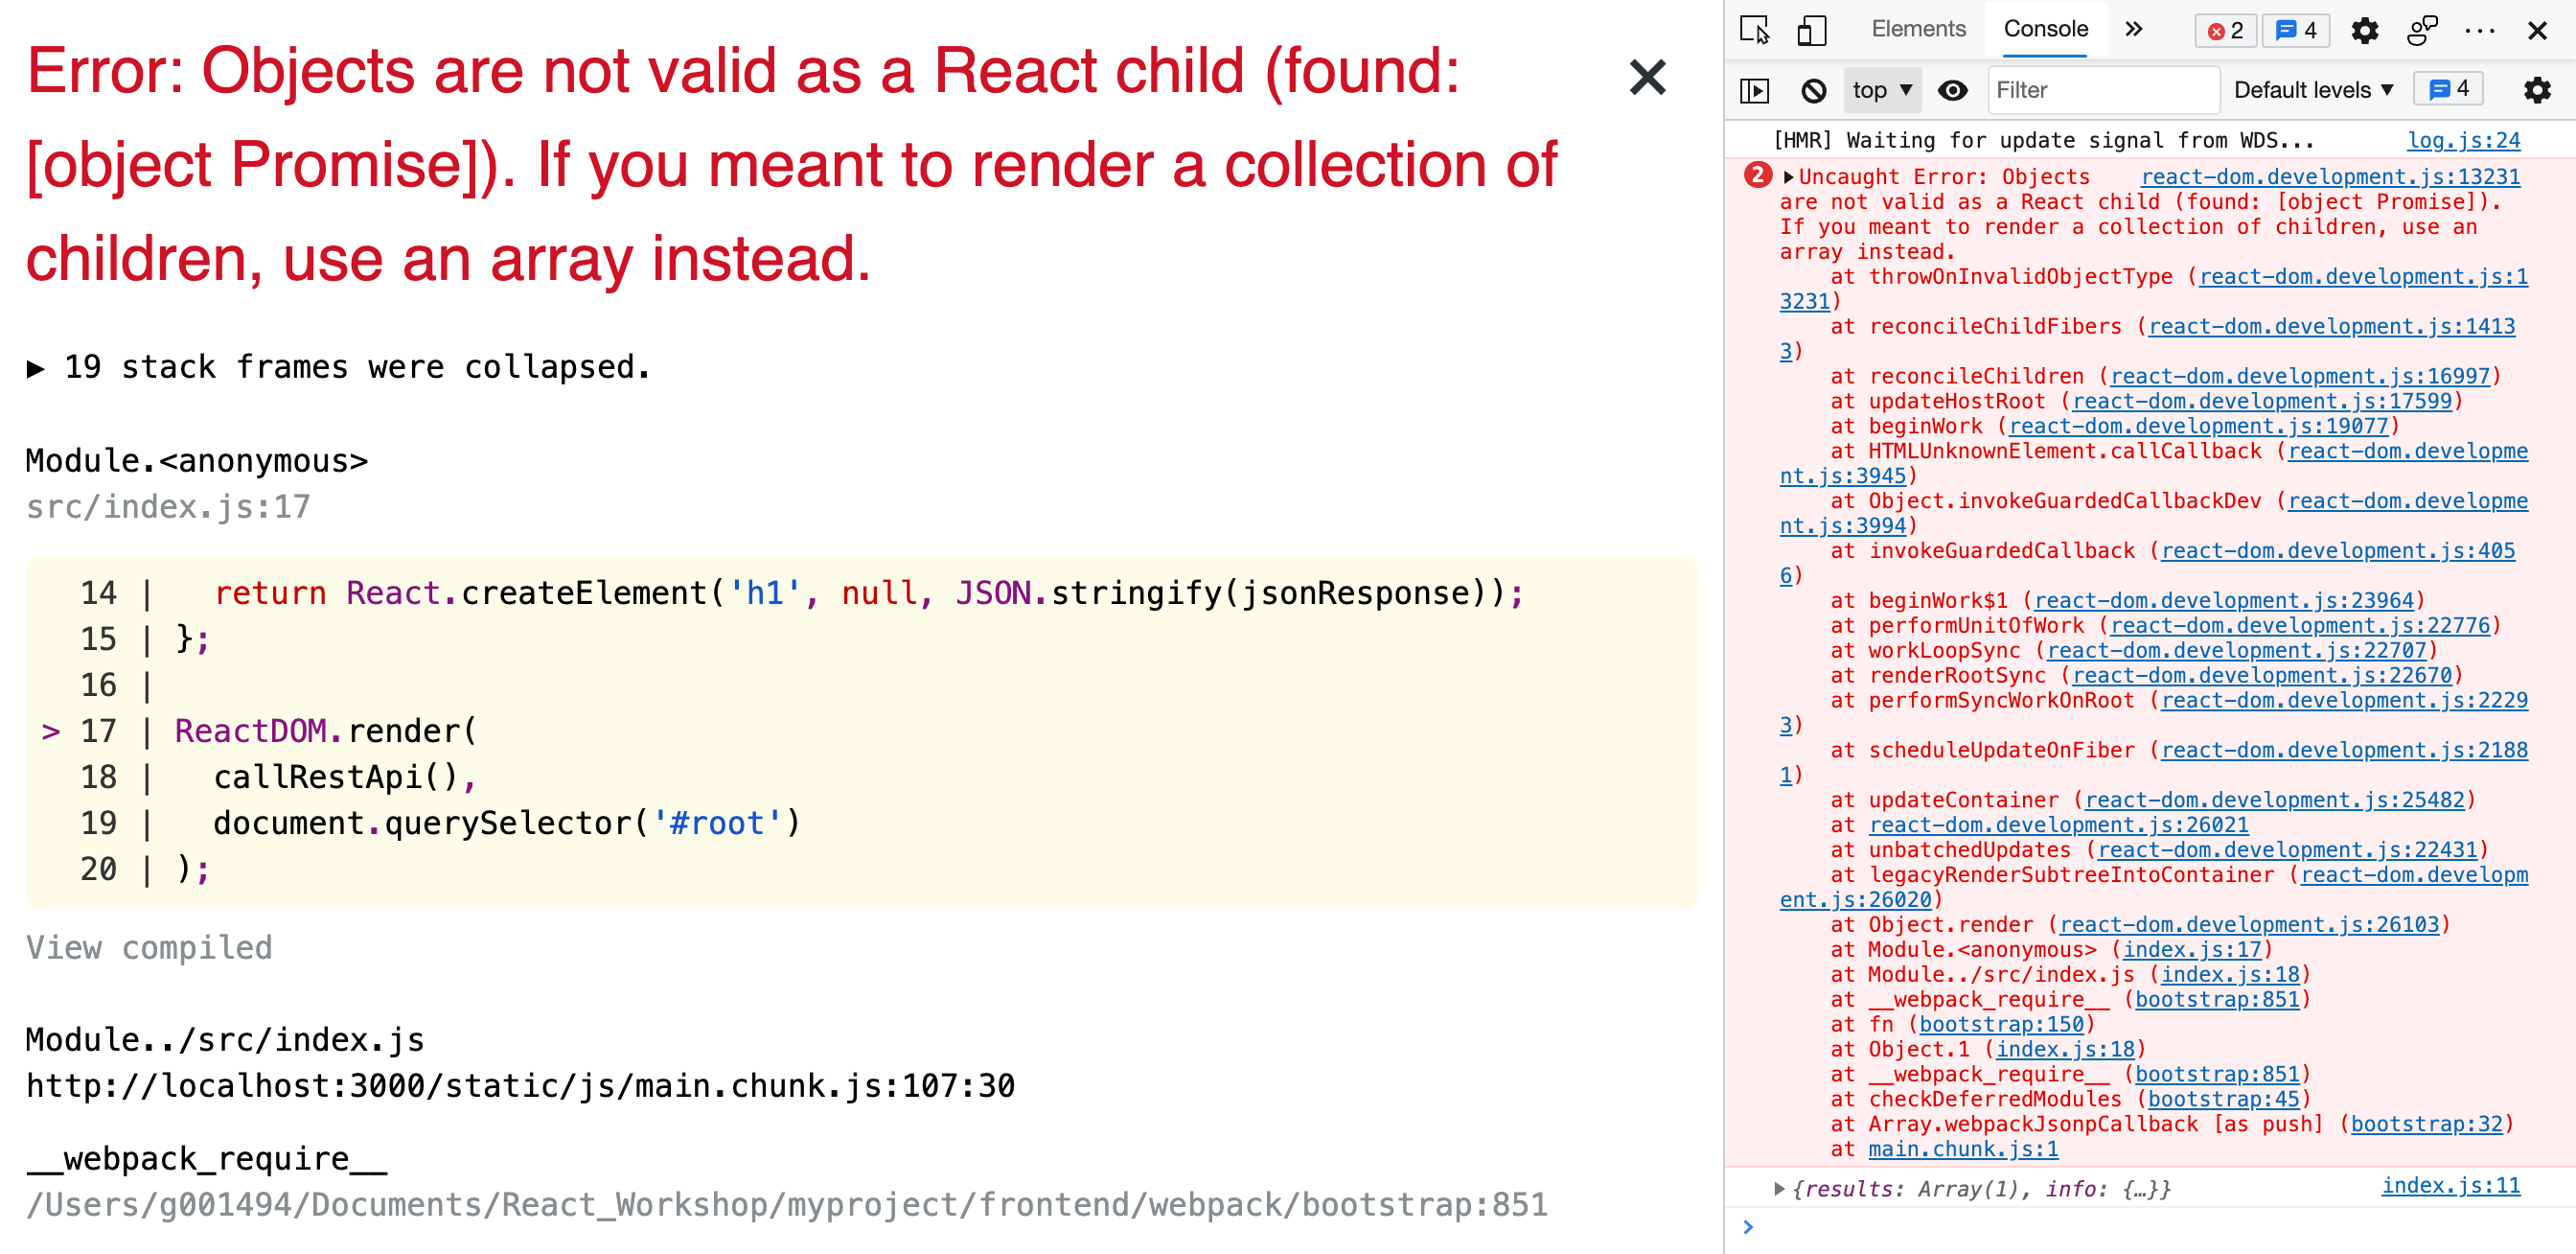 Error: Objects are not valid as a React child (found:
[object Promise]). If you meant to render a collection of
children, use an array instead.
▶ 19 stack frames were collapsed.
Module.<anonymous>
src/index.js:17
14 |   return React.createElement('h1', null, JSON.stringify(jsonResponse));
15 | };
16 |
> 17 | ReactDOM.render(
18 |   callRestApi(),
19 |   document.querySelector('#root')
20 | );
View compiled
Module../src/index.js
http://localhost:3000/static/js/main.chunk.js:107:30
__webpack_require__
/Users/g001494/Documents/React_Workshop/myproject/frontend/webpack/bootstrap:851
Elements Console 2 4
top ▼ Filter Default levels ▼ 4
[HMR] Waiting for update signal from WDS... log.js:24
2 ▶Uncaught Error: Objects react-dom.development.js:13231
are not valid as a React child (found: [object Promise]).
If you meant to render a collection of children, use an
array instead.
at throwOnInvalidObjectType (react-dom.development.js:1
3231)
at reconcileChildFibers (react-dom.development.js:1413
3)
at reconcileChildren (react-dom.development.js:16997)
at updateHostRoot (react-dom.development.js:17599)
at beginWork (react-dom.development.js:19077)
at HTMLUnknownElement.callCallback (react-dom.developme
nt.js:3945)
at Object.invokeGuardedCallbackDev (react-dom.developme
nt.js:3994)
at invokeGuardedCallback (react-dom.development.js:405
6)
at beginWork$1 (react-dom.development.js:23964)
at performUnitOfWork (react-dom.development.js:22776)
at workLoopSync (react-dom.development.js:22707)
at renderRootSync (react-dom.development.js:22670)
at performSyncWorkOnRoot (react-dom.development.js:2229
3)
at scheduleUpdateOnFiber (react-dom.development.js:2188
1)
at updateContainer (react-dom.development.js:25482)
at react-dom.development.js:26021
at unbatchedUpdates (react-dom.development.js:22431)
at legacyRenderSubtreeIntoContainer (react-dom.developm
ent.js:26020)
at Object.render (react-dom.development.js:26103)
at Module.<anonymous> (index.js:17)
at Module../src/index.js (index.js:18)
at __webpack_require__ (bootstrap:851)
at fn (bootstrap:150)
at Object.1 (index.js:18)
at __webpack_require__ (bootstrap:851)
at checkDeferredModules (bootstrap:45)
at Array.webpackJsonpCallback [as push] (bootstrap:32)
at main.chunk.js:1
▶{results: Array(1), info: {…}} index.js:11